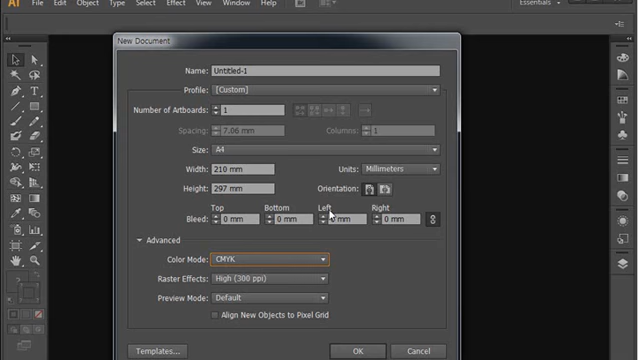 Ai File Edit Object Type Select Effect View Window Help
Essentials
New Document
Name: Untitled-1
Profile: [Custom]
Number of Artboards: 1
Spacing: 7.06 mm Columns: 1
Size: A4
Width: 210 mm Units: Millimeters
Height: 297 mm Orientation:
Top Bottom Left Right
Bleed: 0 mm 0 mm mm 0 mm
Advanced
Color Mode: CMYK
Raster Effects: High (300 ppi)
Preview Mode: Default
Align New Objects to Pixel Grid
Templates... OK Cancel